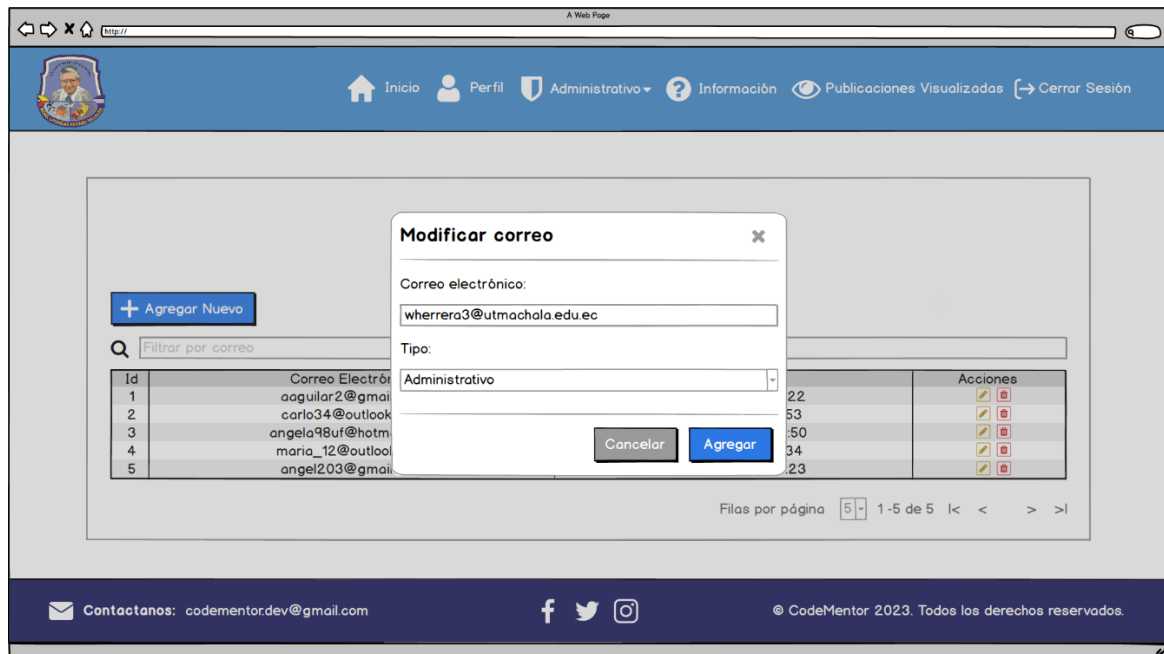 A Web Page
http://
Inicio Perfil Administrativo Información Publicaciones Visualizadas Cerrar Sesión
Modificar correo
Correo electrónico:
wherrera3@utmachala.edu.ec
Tipo:
Administrativo
Cancelar Agregar
Agregar Nuevo
Filtrar por correo
Id Correo Electrón Acciones
1 aaguilar2@gmai 22
2 carlo34@outlook 53
3 angela98uf@hotm :50
4 maria_12@outlook 34
5 angel203@gmail 23
Filas por página 5 1-5 de 5 |< < > >|
Contactanos: codementor.dev@gmail.com
© CodeMentor 2023. Todos los derechos reservados.